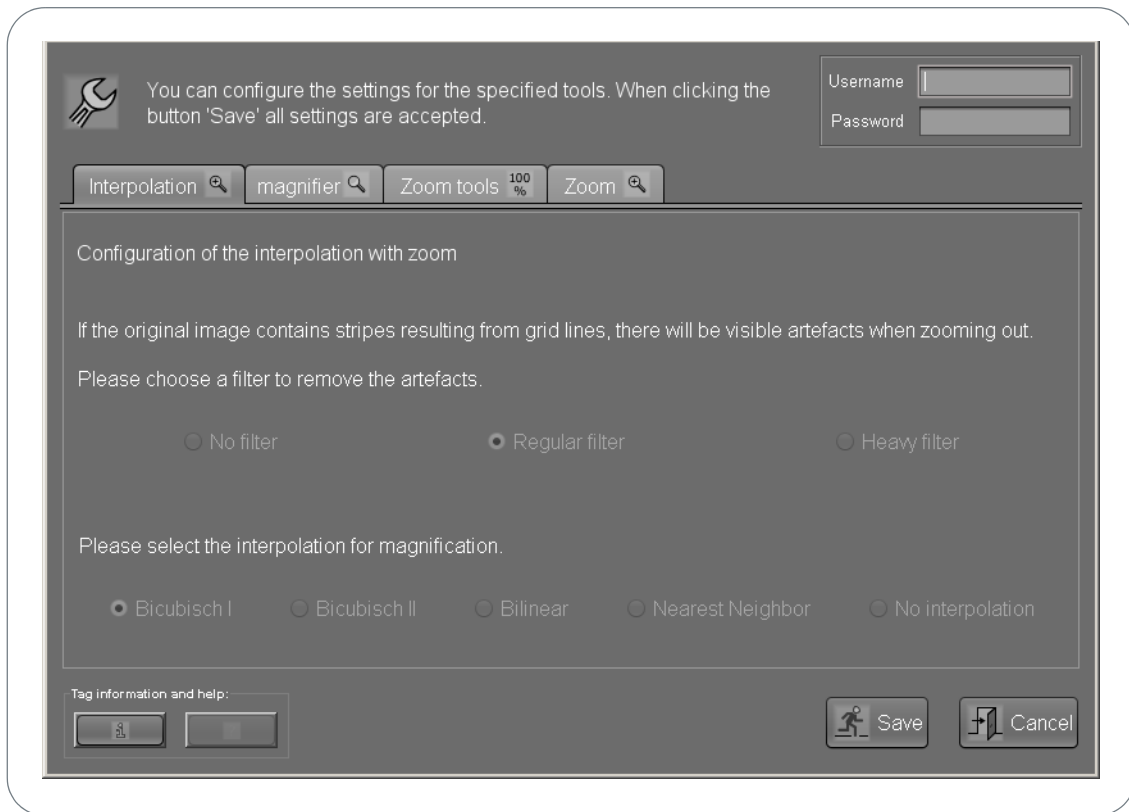 You can configure the settings for the specified tools. When clicking the
button 'Save' all settings are accepted.
Username
Password
Interpolation
magnifier
Zoom tools 100 %
Zoom
Configuration of the interpolation with zoom
If the original image contains stripes resulting from grid lines, there will be visible artefacts when zooming out.
Please choose a filter to remove the artefacts.
No filter Regular filter Heavy filter
Please select the interpolation for magnification.
Bicubisch I Bicubisch II Bilinear Nearest Neighbor No interpolation
Tag information and help:
i
Save
Cancel